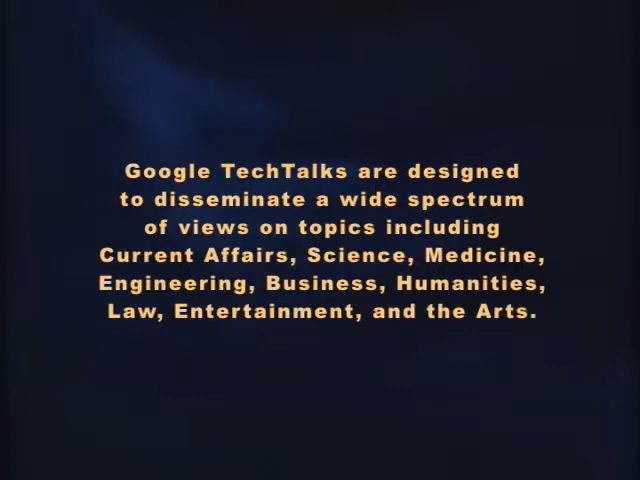 Google TechTalks are designed
to disseminate a wide spectrum
of views on topics including
Current Affairs, Science, Medicine,
Engineering, Business, Humanities,
Law, Entertainment, and the Arts.